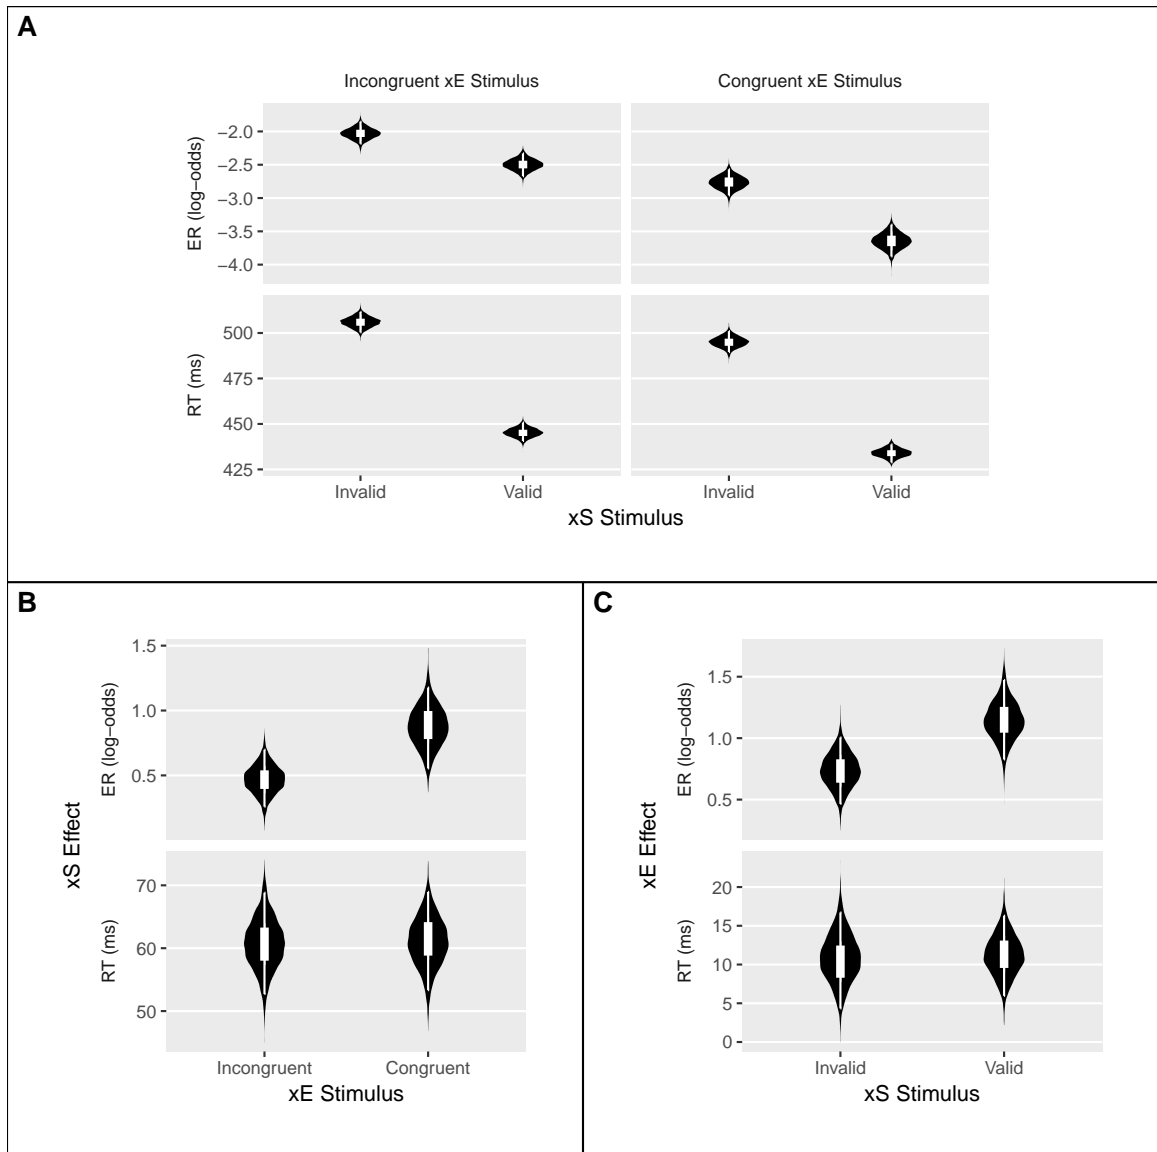 A
Incongruent xE Stimulus
Congruent xE Stimulus
ER (log−odds)
−2.0
−2.5
−3.0
−3.5
−4.0
RT (ms)
500
475
450
425
Invalid Valid Invalid Valid
xS Stimulus
B
xS Effect
ER (log−odds)
1.5
1.0
0.5
RT (ms)
70
60
50
Incongruent Congruent
xE Stimulus
C
xE Effect
ER (log−odds)
1.5
1.0
0.5
RT (ms)
20
15
10
5
0
Invalid Valid
xS Stimulus